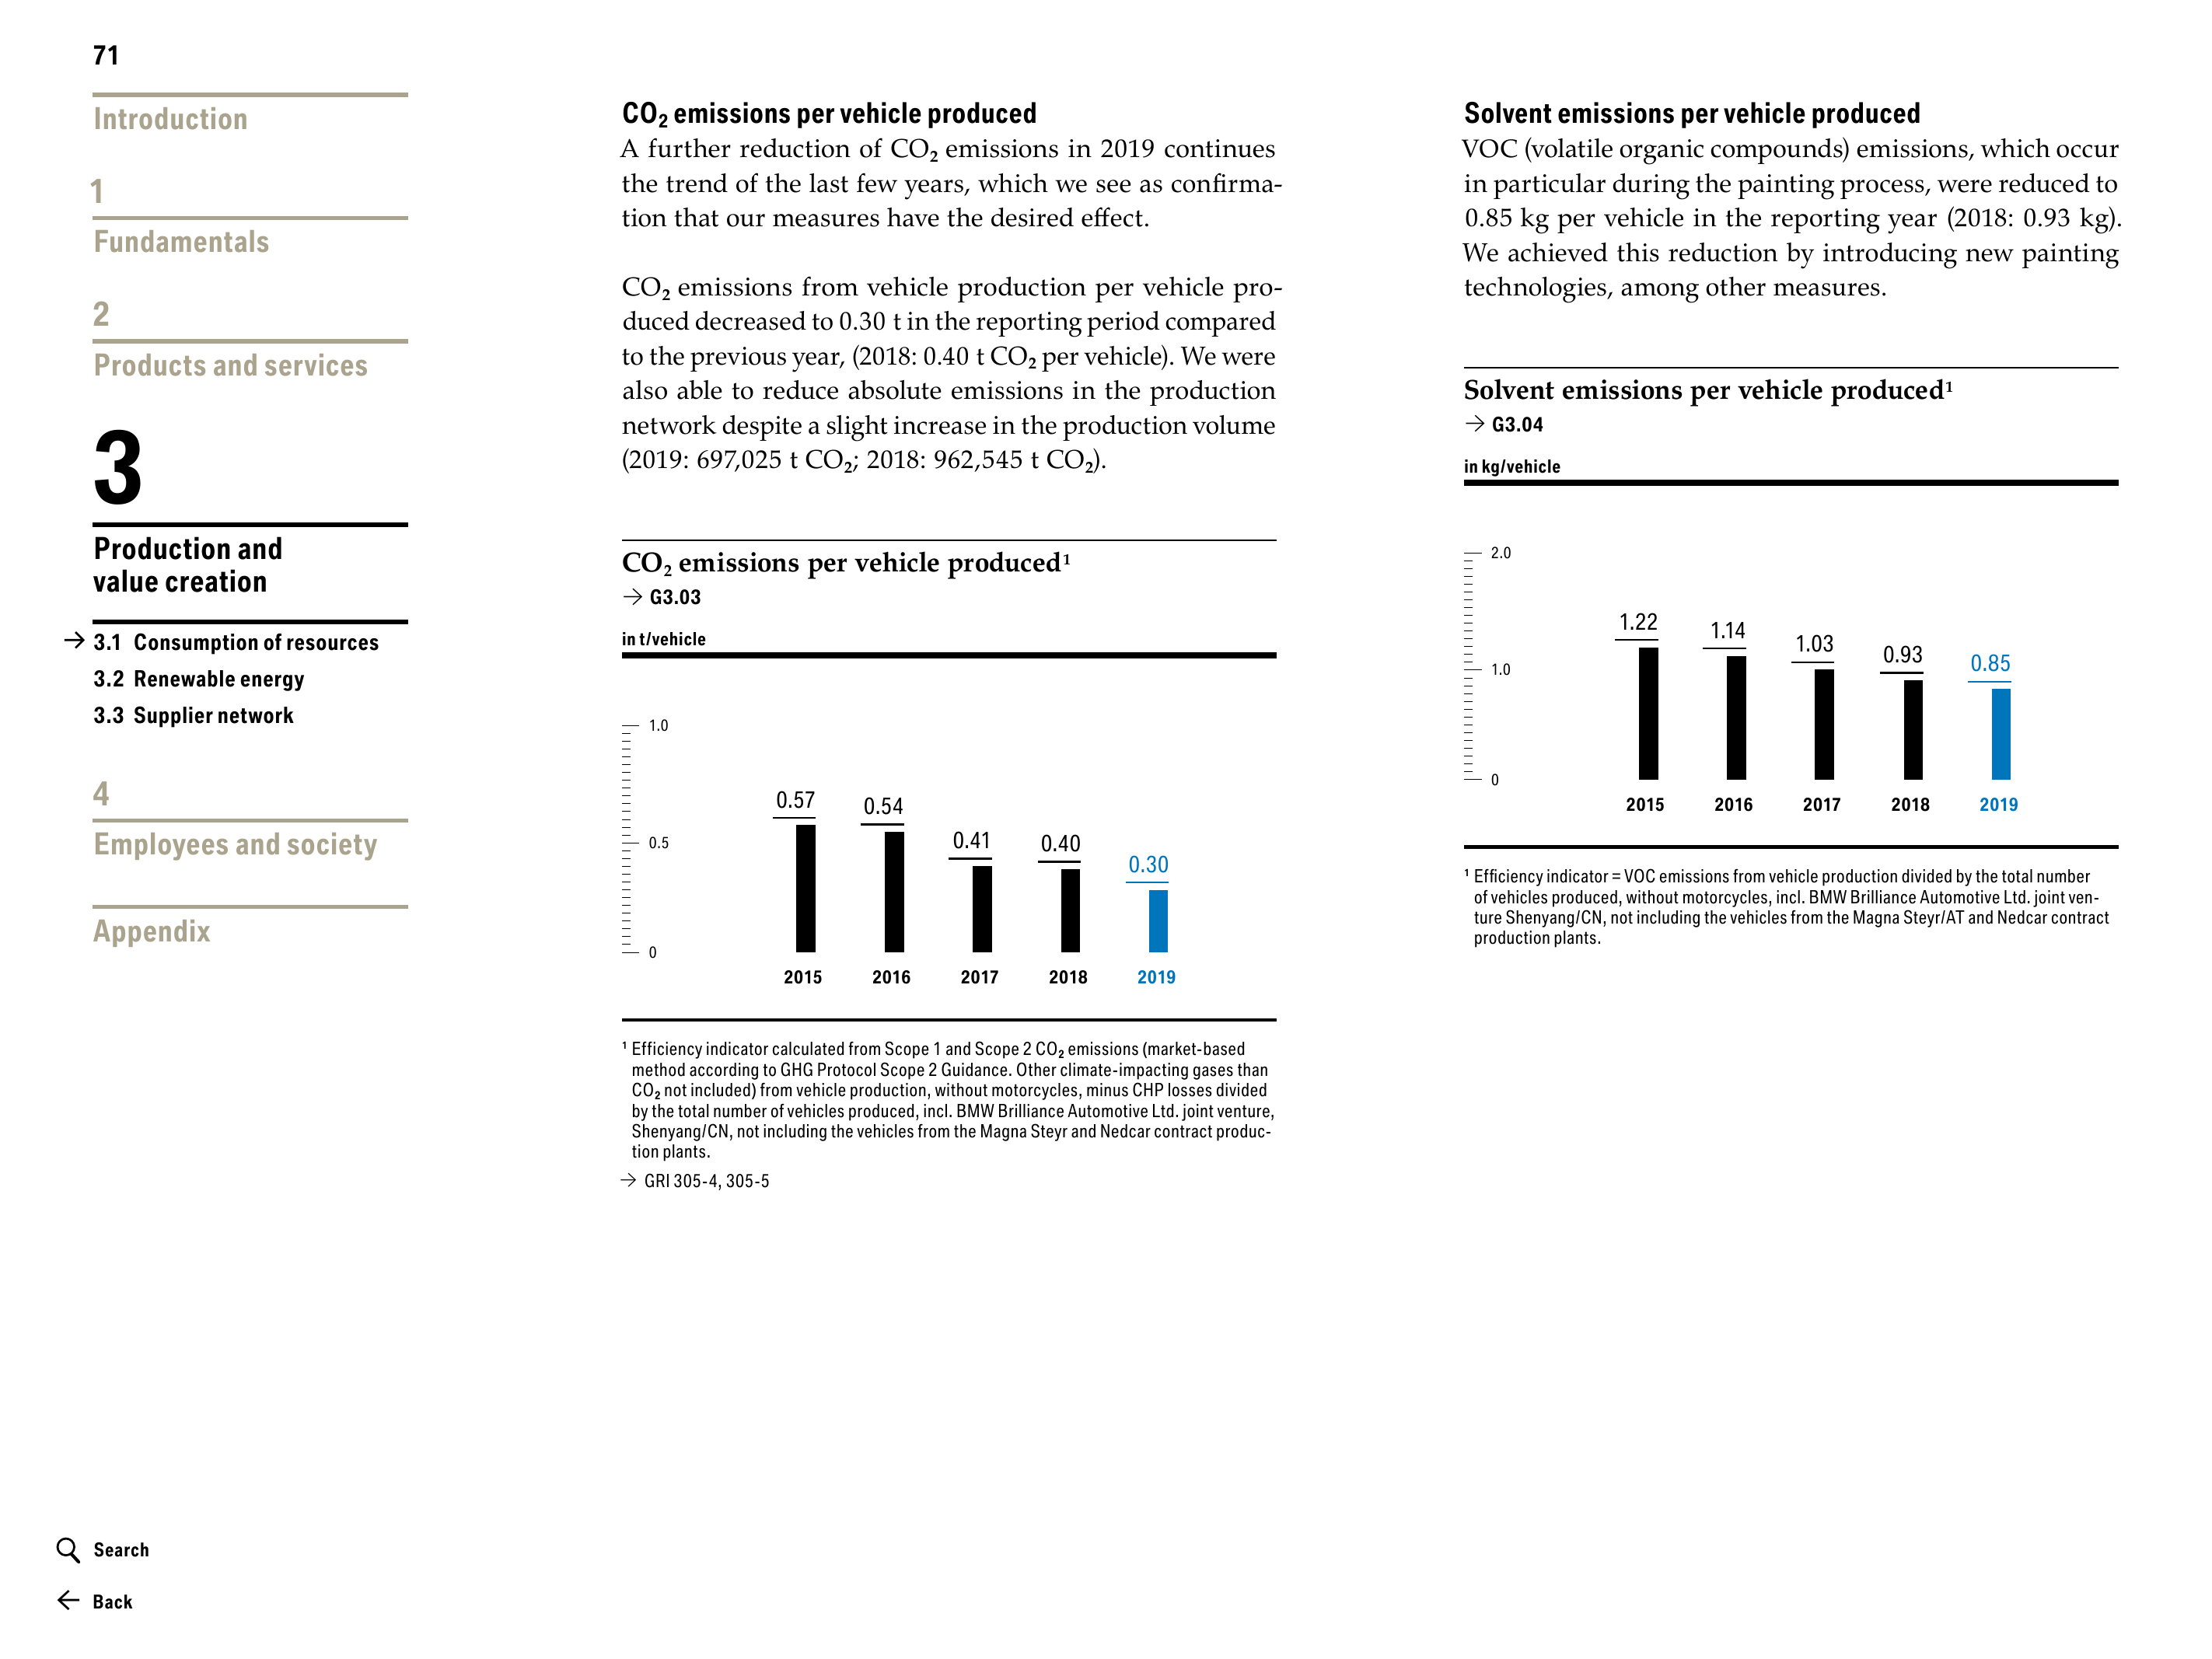 71
Introduction
1
Fundamentals
2
Products and services
3
Production and
value creation
→ 3.1 Consumption of resources
3.2 Renewable energy
3.3 Supplier network
4
Employees and society
Appendix
Search
← Back
CO₂ emissions per vehicle produced
A further reduction of CO₂ emissions in 2019 continues
the trend of the last few years, which we see as confirma-
tion that our measures have the desired effect.
CO₂ emissions from vehicle production per vehicle pro-
duced decreased to 0.30 t in the reporting period compared
to the previous year, (2018: 0.40 t CO₂ per vehicle). We were
also able to reduce absolute emissions in the production
network despite a slight increase in the production volume
(2019: 697,025 t CO₂; 2018: 962,545 t CO₂).
CO₂ emissions per vehicle produced¹
→ G3.03
in t/vehicle
1.0
0.5
0
0.57 0.54 0.41 0.40 0.30
2015 2016 2017 2018 2019
¹ Efficiency indicator calculated from Scope 1 and Scope 2 CO₂ emissions (market-based
method according to GHG Protocol Scope 2 Guidance. Other climate-impacting gases than
CO₂ not included) from vehicle production, without motorcycles, minus CHP losses divided
by the total number of vehicles produced, incl. BMW Brilliance Automotive Ltd. joint venture,
Shenyang/CN, not including the vehicles from the Magna Steyr and Nedcar contract produc-
tion plants.
→ GRI 305-4, 305-5
Solvent emissions per vehicle produced
VOC (volatile organic compounds) emissions, which occur
in particular during the painting process, were reduced to
0.85 kg per vehicle in the reporting year (2018: 0.93 kg).
We achieved this reduction by introducing new painting
technologies, among other measures.
Solvent emissions per vehicle produced¹
→ G3.04
in kg/vehicle
2.0
1.0
0
1.22 1.14 1.03 0.93 0.85
2015 2016 2017 2018 2019
¹ Efficiency indicator = VOC emissions from vehicle production divided by the total number
of vehicles produced, without motorcycles, incl. BMW Brilliance Automotive Ltd. joint ven-
ture Shenyang/CN, not including the vehicles from the Magna Steyr/AT and Nedcar contract
production plants.